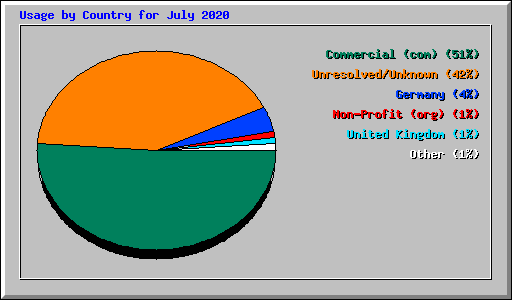 Usage by Country for July 2020
Commercial (com) (51%)
Unresolved/Unknown (42%)
Germany (4%)
Non-Profit (org) (1%)
United Kingdom (1%)
Other (1%)